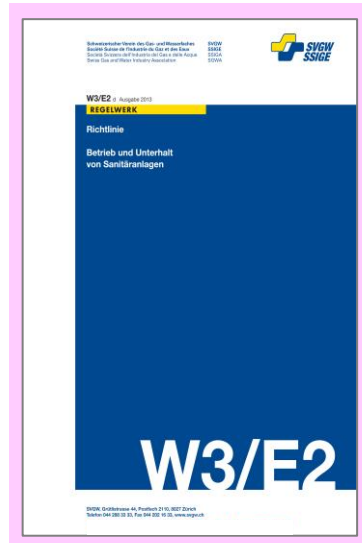 Schweizerischer Verein des Gas- und Wasserfaches SVGW
Société Suisse de l'Industrie du Gaz et des Eaux SSIGE
Società Svizzera dell'Industria del Gas e delle Acque SSIGA
Swiss Gas and Water Industry Association SGWA
SVGW
SSIGE
W3/E2 d Ausgabe 2013
REGELWERK
Richtlinie
Betrieb und Unterhalt
von Sanitäranlagen
W3/E2
SVGW, Grütlistrasse 44, Postfach 2110, 8027 Zürich
Telefon 044 288 33 33, Fax 044 202 16 33, www.svgw.ch